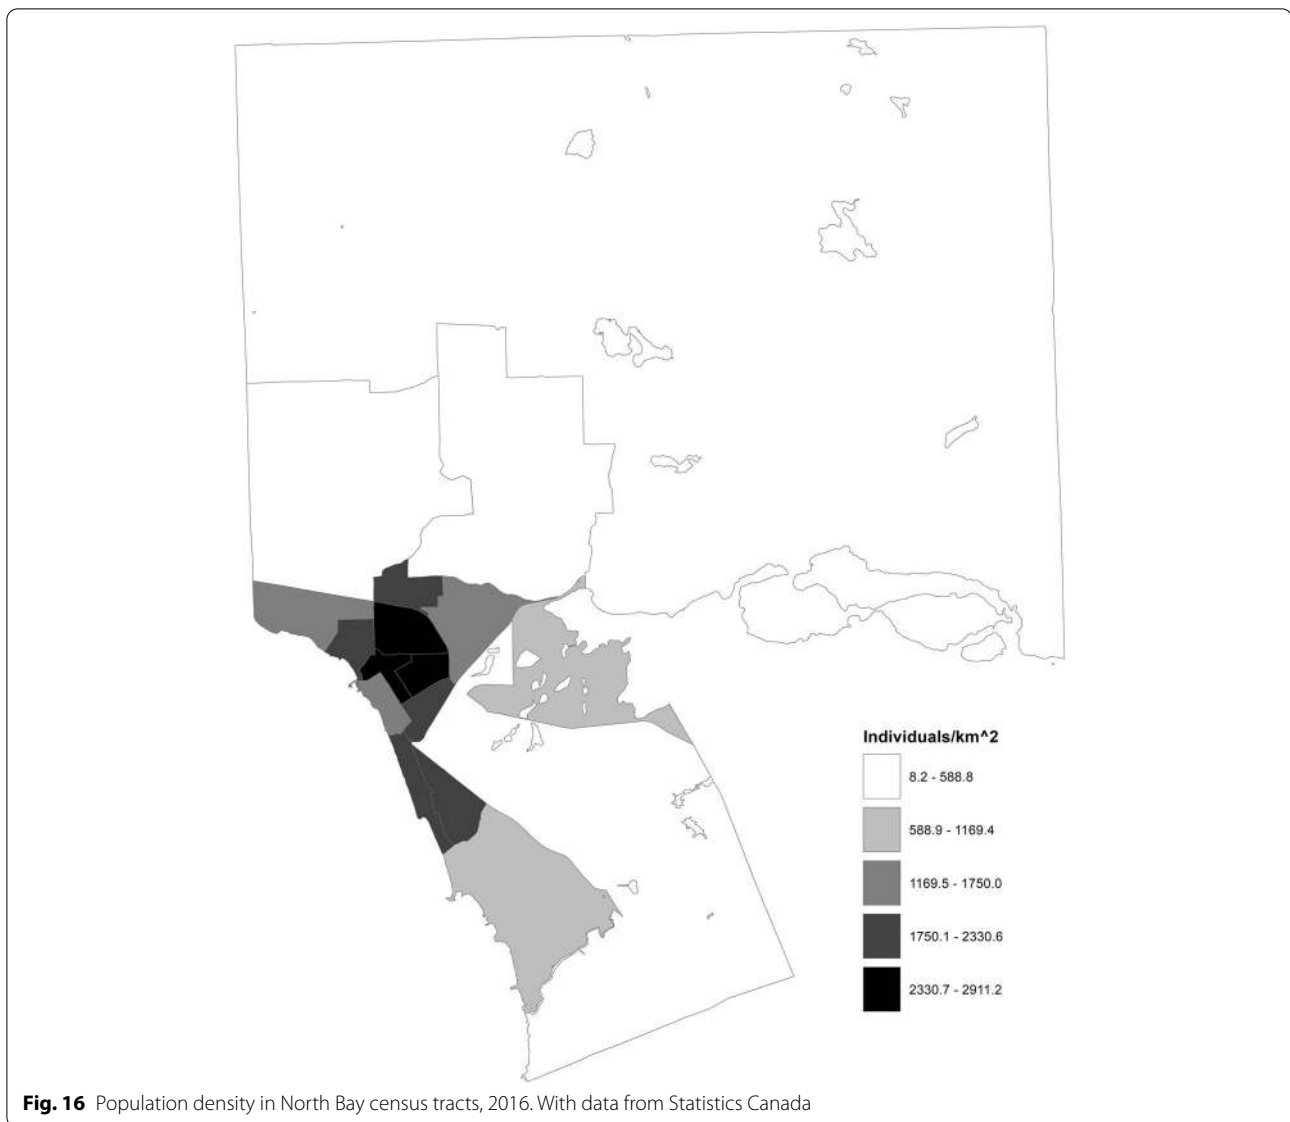 Individuals/km^2
8.2 - 588.8
588.9 - 1169.4
1169.5 - 1750.0
1750.1 - 2330.6
2330.7 - 2911.2
Fig. 16 Population density in North Bay census tracts, 2016. With data from Statistics Canada